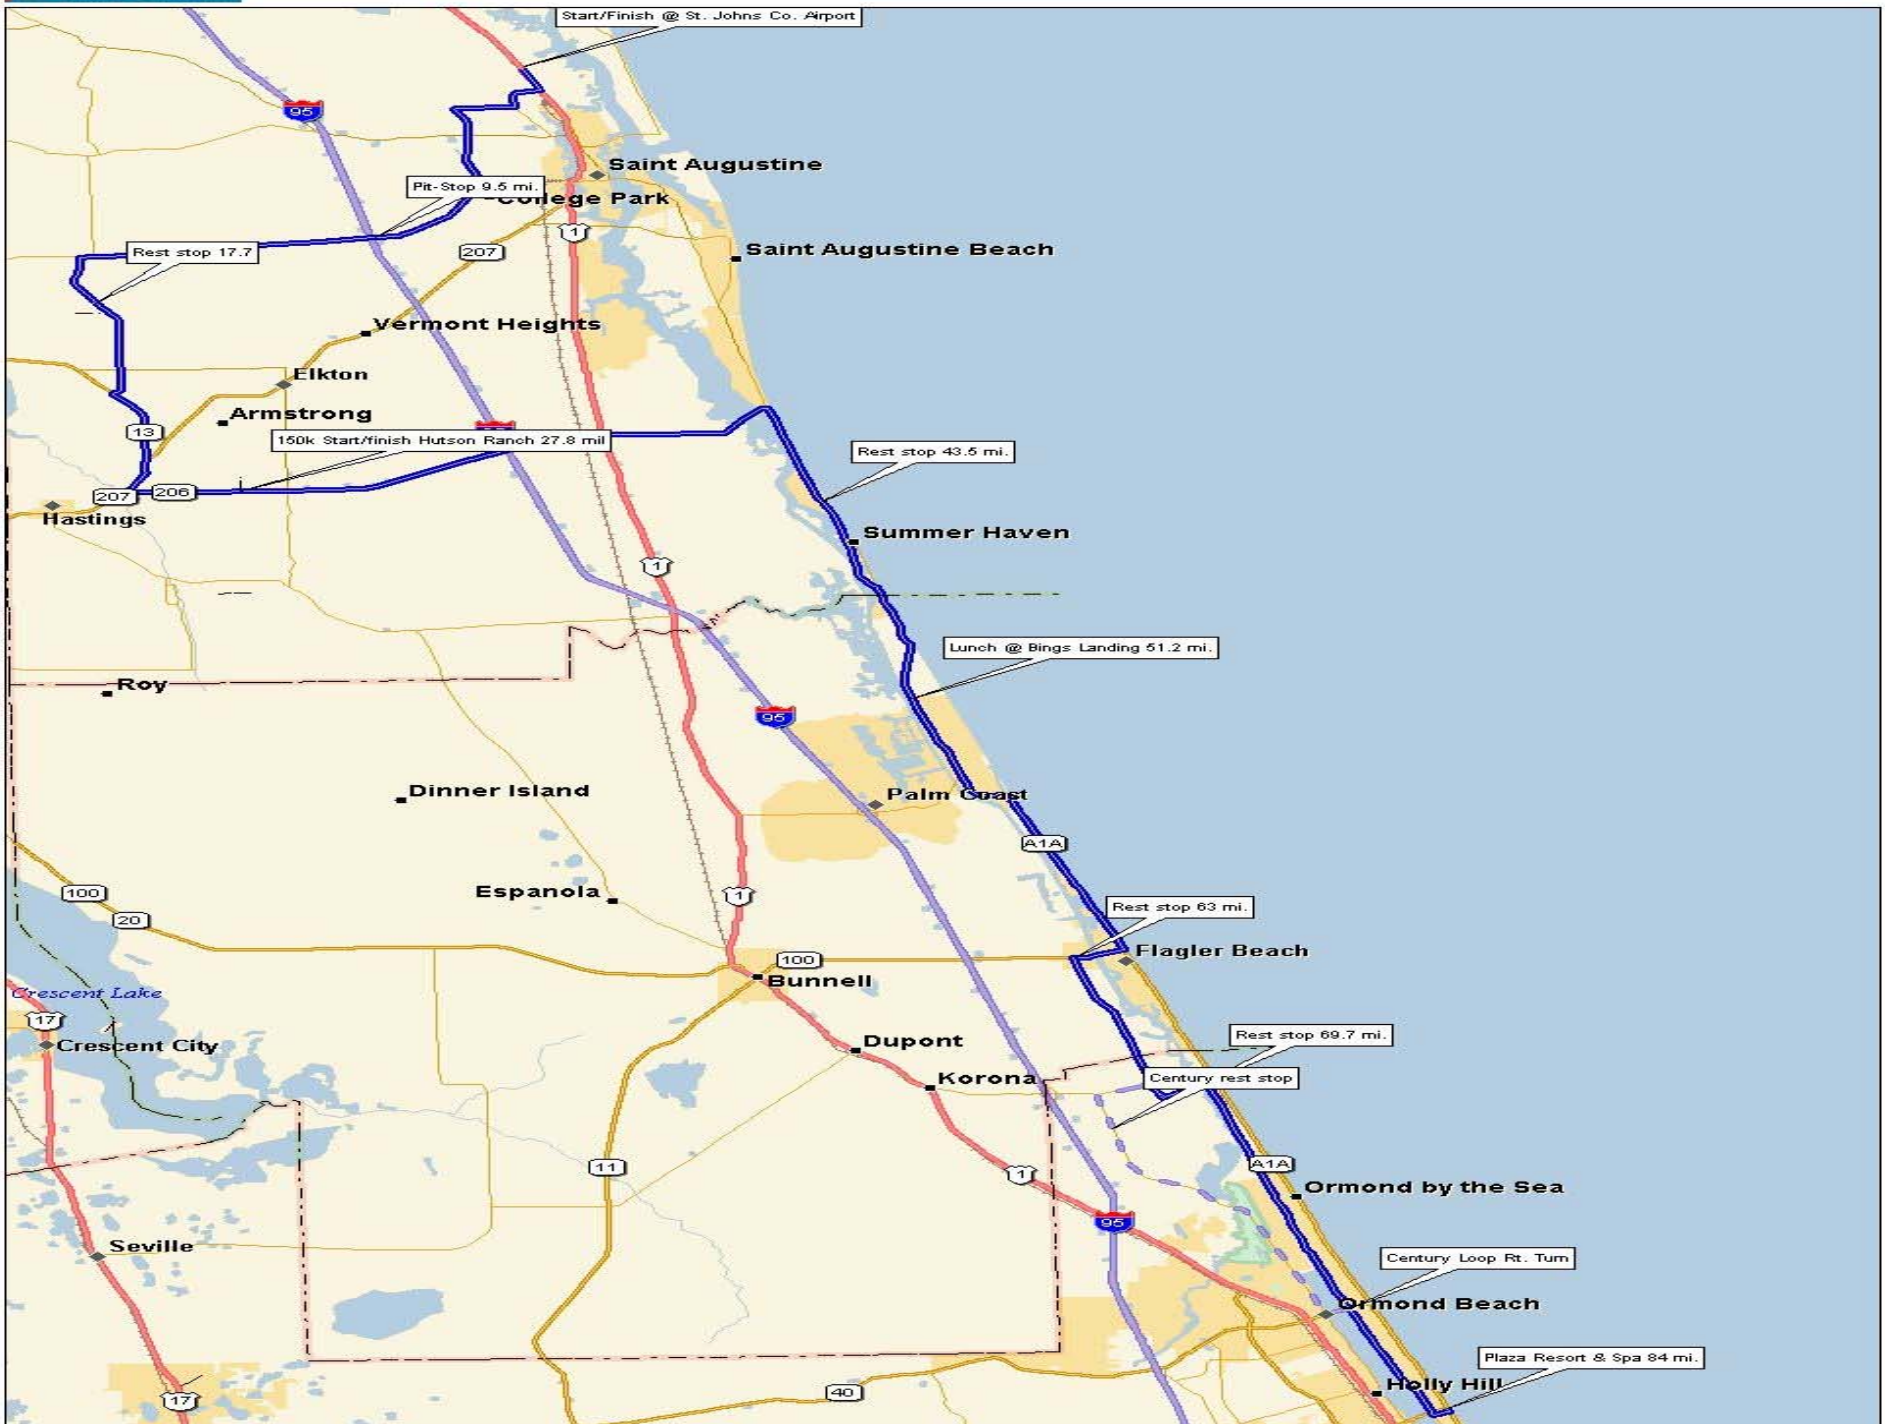 Start/Finish @ St. Johns Co. Airport
95
Saint Augustine
Pit-Stop 9.5 mi.
College Park
1
Rest stop 17.7
207
Saint Augustine Beach
Vermont Heights
Elkton
Armstrong
13
150k Start/finish Hutson Ranch 27.8 mil
Rest stop 43.5 mi.
207
206
Hastings
Summer Haven
1
Lunch @ Bings Landing 51.2 mi.
Roy
95
Dinner Island
Palm Coast
A1A
100
Espanola
1
20
Rest stop 63 mi.
Flagler Beach
100
Bunnell
Crescent Lake
17
Crescent City
Dupont
Rest stop 69.7 mi.
Korona
Century rest stop
11
1
A1A
Ormond by the Sea
95
Seville
Century Loop Rt. Turn
Ormond Beach
Plaza Resort & Spa 84 mi.
Holly Hill
40
17